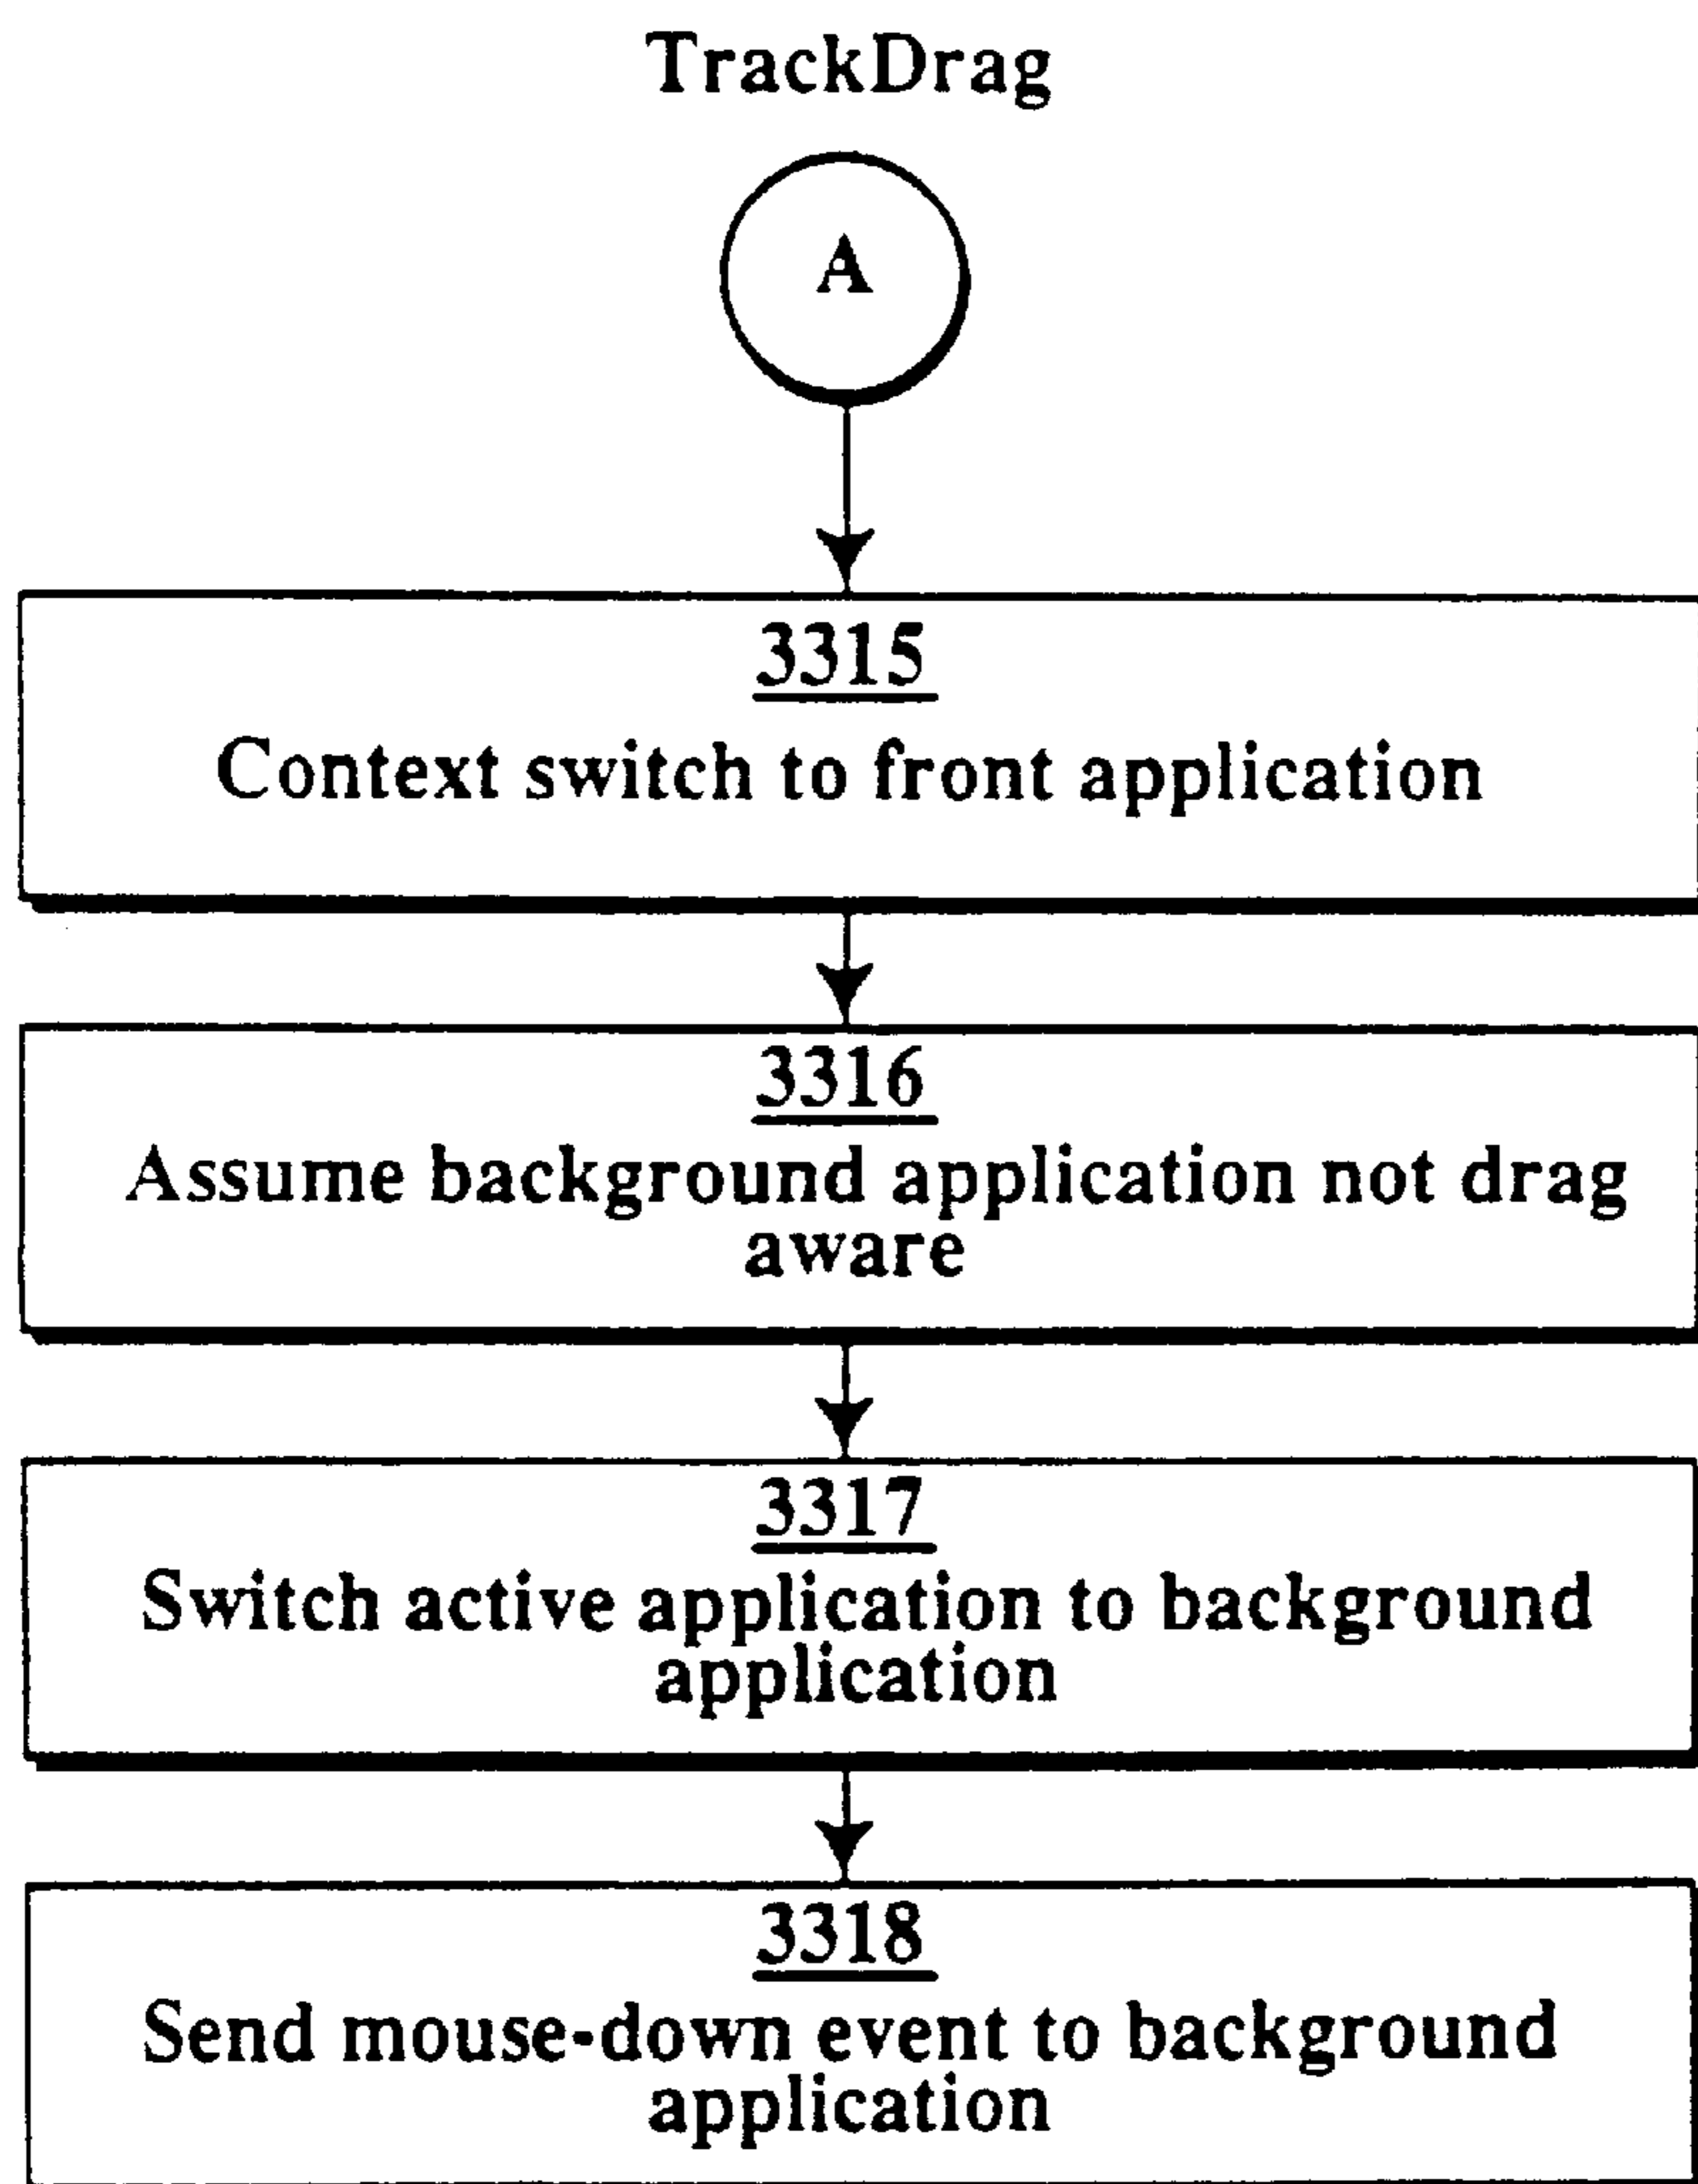 TrackDrag
A
3315
Context switch to front application
3316
Assume background application not drag
aware
3317
Switch active application to background
application
3318
Send mouse-down event to background
application